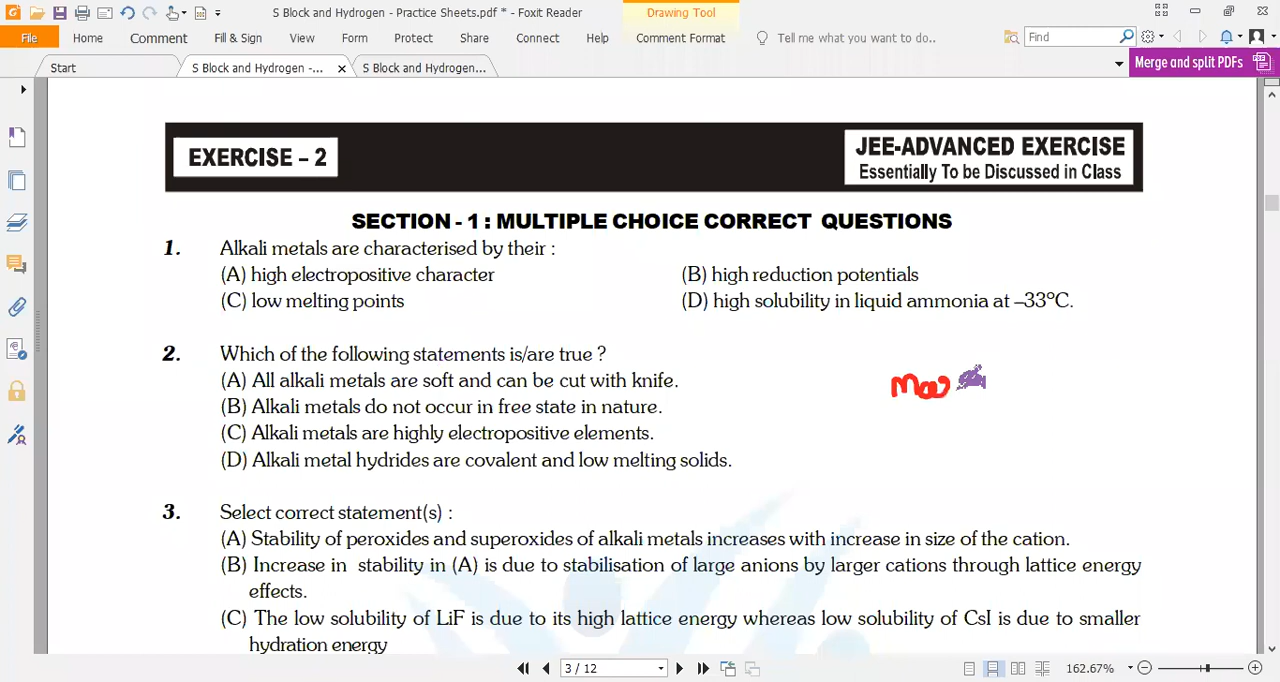 S Block and Hydrogen - Practice Sheets.pdf * - Foxit Reader
Drawing Tool
File Home Comment Fill & Sign View Form Protect Share Connect Help Comment Format Tell me what you want to do.. Find
Start S Block and Hydrogen -... S Block and Hydrogen...
Merge and split PDFs
EXERCISE – 2
JEE-ADVANCED EXERCISE
Essentially To be Discussed in Class
SECTION - 1 : MULTIPLE CHOICE CORRECT QUESTIONS
1. Alkali metals are characterised by their :
(A) high electropositive character (B) high reduction potentials
(C) low melting points (D) high solubility in liquid ammonia at –33°C.
2. Which of the following statements is/are true ?
(A) All alkali metals are soft and can be cut with knife.
(B) Alkali metals do not occur in free state in nature.
(C) Alkali metals are highly electropositive elements.
(D) Alkali metal hydrides are covalent and low melting solids.
3. Select correct statement(s) :
(A) Stability of peroxides and superoxides of alkali metals increases with increase in size of the cation.
(B) Increase in stability in (A) is due to stabilisation of large anions by larger cations through lattice energy
effects.
(C) The low solubility of LiF is due to its high lattice energy whereas low solubility of CsI is due to smaller
hydration energy
3 / 12
162.67%